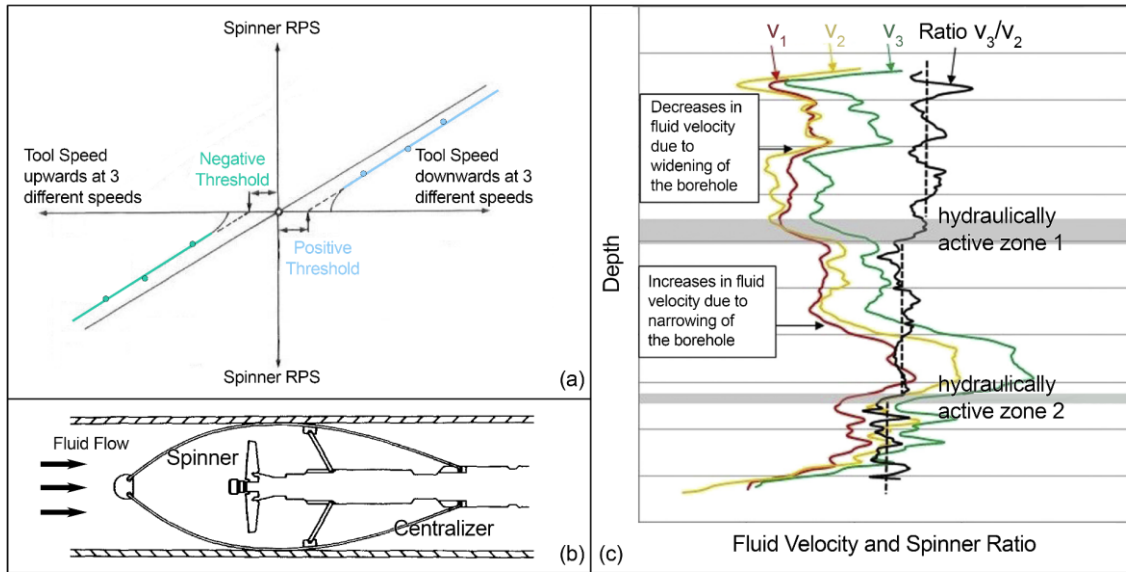 Spinner RPS
Tool Speed
upwards at 3
different speeds
Negative
Threshold
Tool Speed
downwards at 3
different speeds
Positive
Threshold
Spinner RPS
(a)
Fluid Flow
Spinner
Centralizer
(b)
V₁
V₂
V₃
Ratio V₃/V₂
Decreases in
fluid velocity
due to
widening of
the borehole
hydraulically
active zone 1
Depth
Increases in fluid
velocity due to
narrowing of
the borehole
hydraulically
active zone 2
(c)
Fluid Velocity and Spinner Ratio